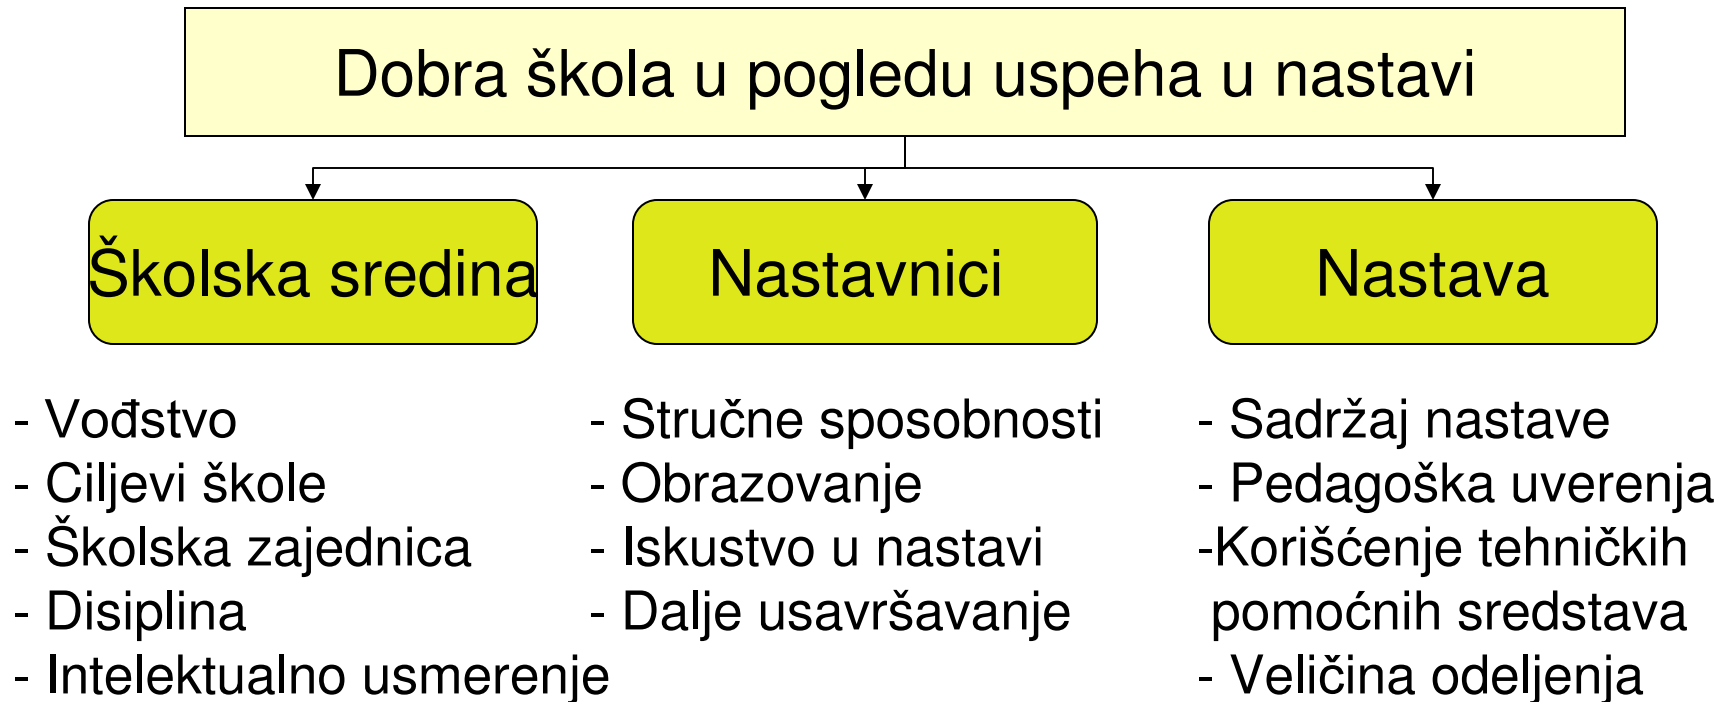 Dobra škola u pogledu uspeha u nastavi
Školska sredina
Nastavnici
Nastava
- Vođstvo
- Ciljevi škole
- Školska zajednica
- Disiplina
- Intelektualno usmerenje
- Stručne sposobnosti
- Obrazovanje
- Iskustvo u nastavi
- Dalje usavršavanje
- Sadržaj nastave
- Pedagoška uverenja
-Korišćenje tehničkih
pomoćnih sredstava
- Veličina odeljenja